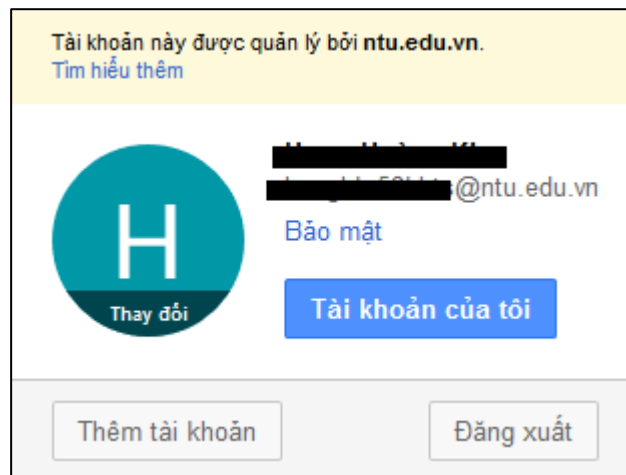 Tài khoản này được quản lý bởi ntu.edu.vn.
Tìm hiểu thêm
H
Thay đổi
@ntu.edu.vn
Bảo mật
Tài khoản của tôi
Thêm tài khoản
Đăng xuất